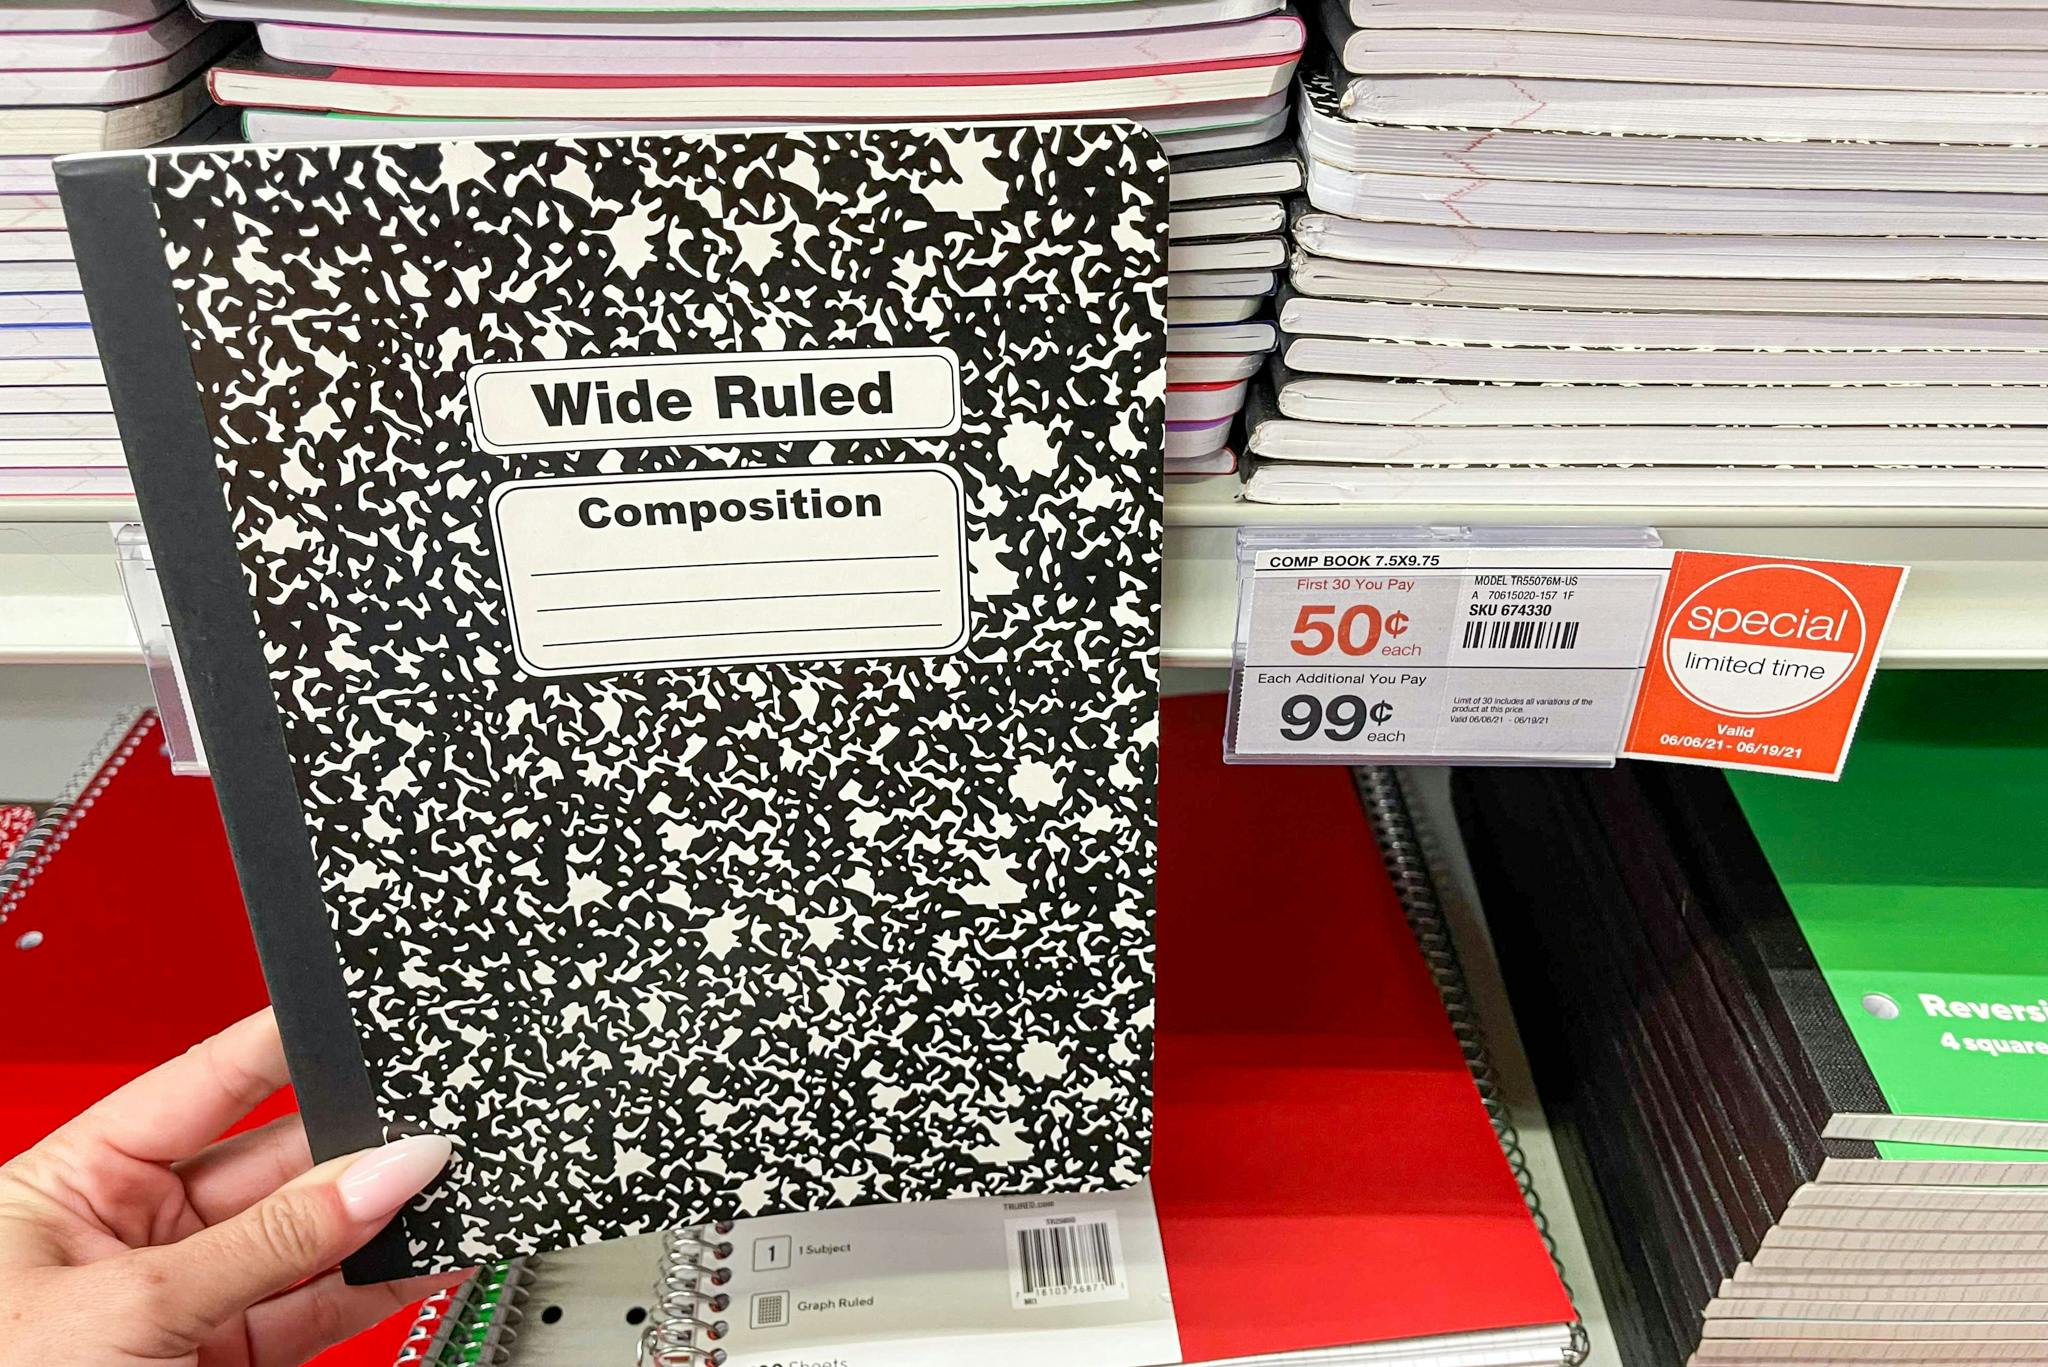 Wide Ruled
Composition
COMP BOOK 7.5X9.75
First 30 You Pay
50¢
each
Each Additional You Pay
99¢
each
MODEL TR55076M-US
A 70615020-157 1F
SKU 674330
Limit of 30 includes all variations of the
product at this price.
Valid 06/06/21 - 06/19/21
special
limited time
Valid
06/06/21 - 06/19/21
Reversi
4 square
TRURED.com
1
1 Subject
Graph Ruled
Sheets